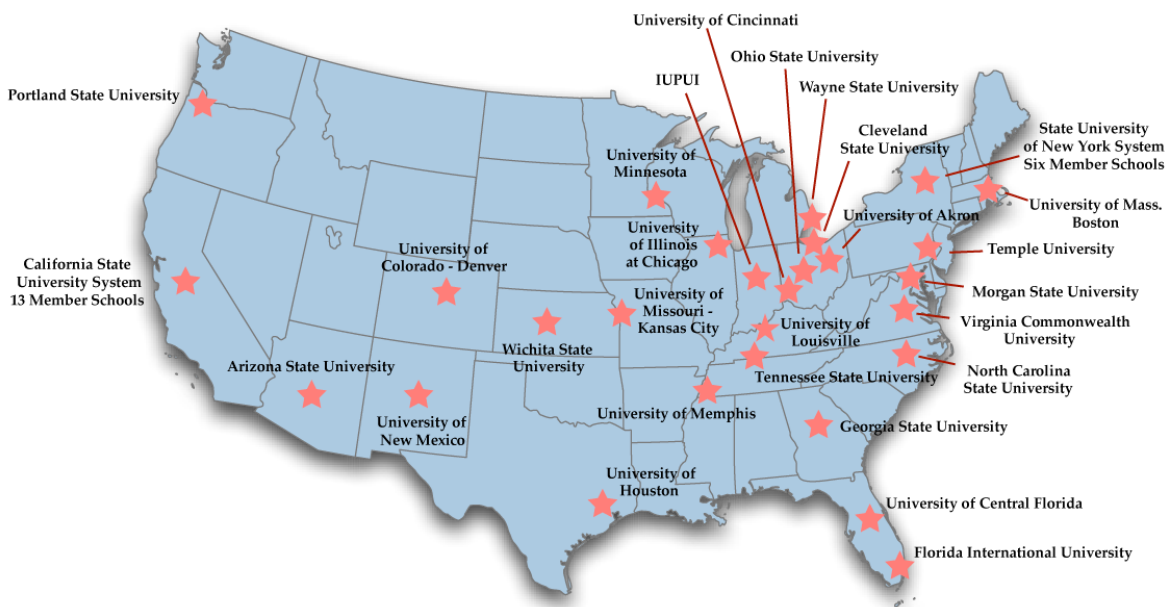 University of Cincinnati
Ohio State University
IUPUI
Wayne State University
Portland State University
Cleveland
State University
State University
of New York System
Six Member Schools
University of
Minnesota
University of Mass.
Boston
University of Akron
University
of Illinois
at Chicago
Temple University
University of
Colorado - Denver
California State
University System
13 Member Schools
Morgan State University
University of
Missouri -
Kansas City
Virginia Commonwealth
University
University of
Louisville
Wichita State
University
Arizona State University
Tennessee State University
North Carolina
State University
University of Memphis
University of
New Mexico
Georgia State University
University of
Houston
University of Central Florida
Florida International University